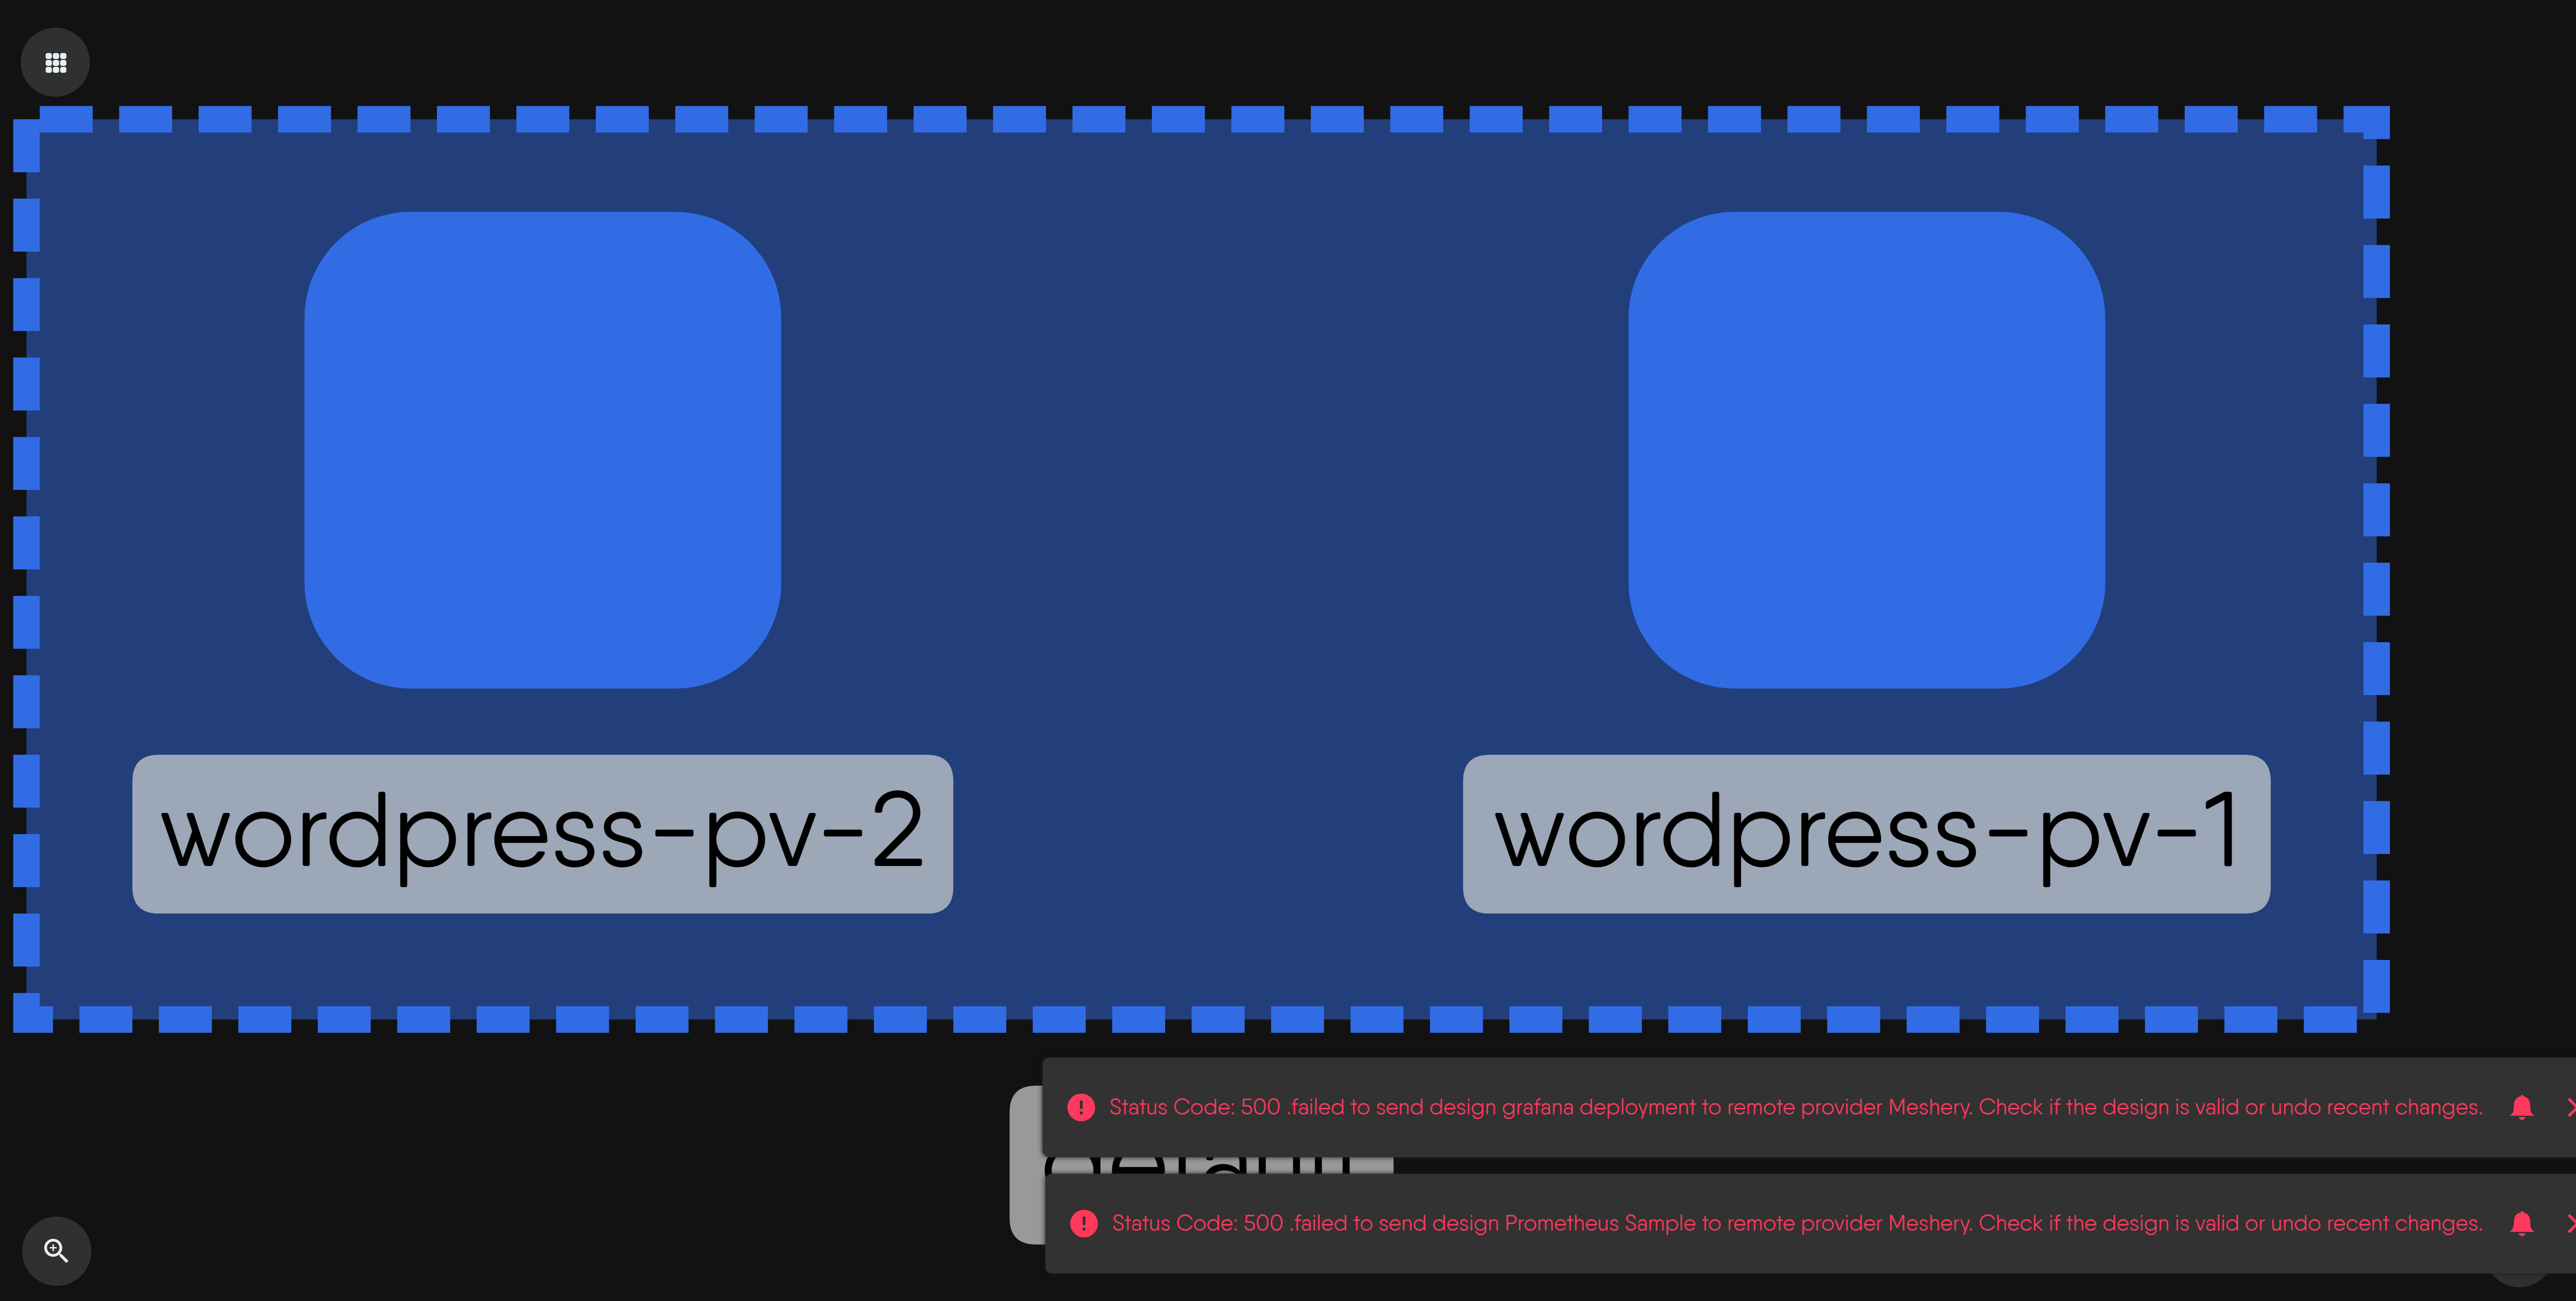 wordpress-pv-2
wordpress-pv-1
Status Code: 500 .failed to send design grafana deployment to remote provider Meshery. Check if the design is valid or undo recent changes.
Status Code: 500 .failed to send design Prometheus Sample to remote provider Meshery. Check if the design is valid or undo recent changes.